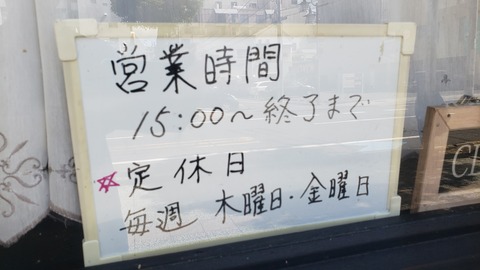 営業時間
15:00〜終了まで
定休日
毎週 木曜日・金曜日